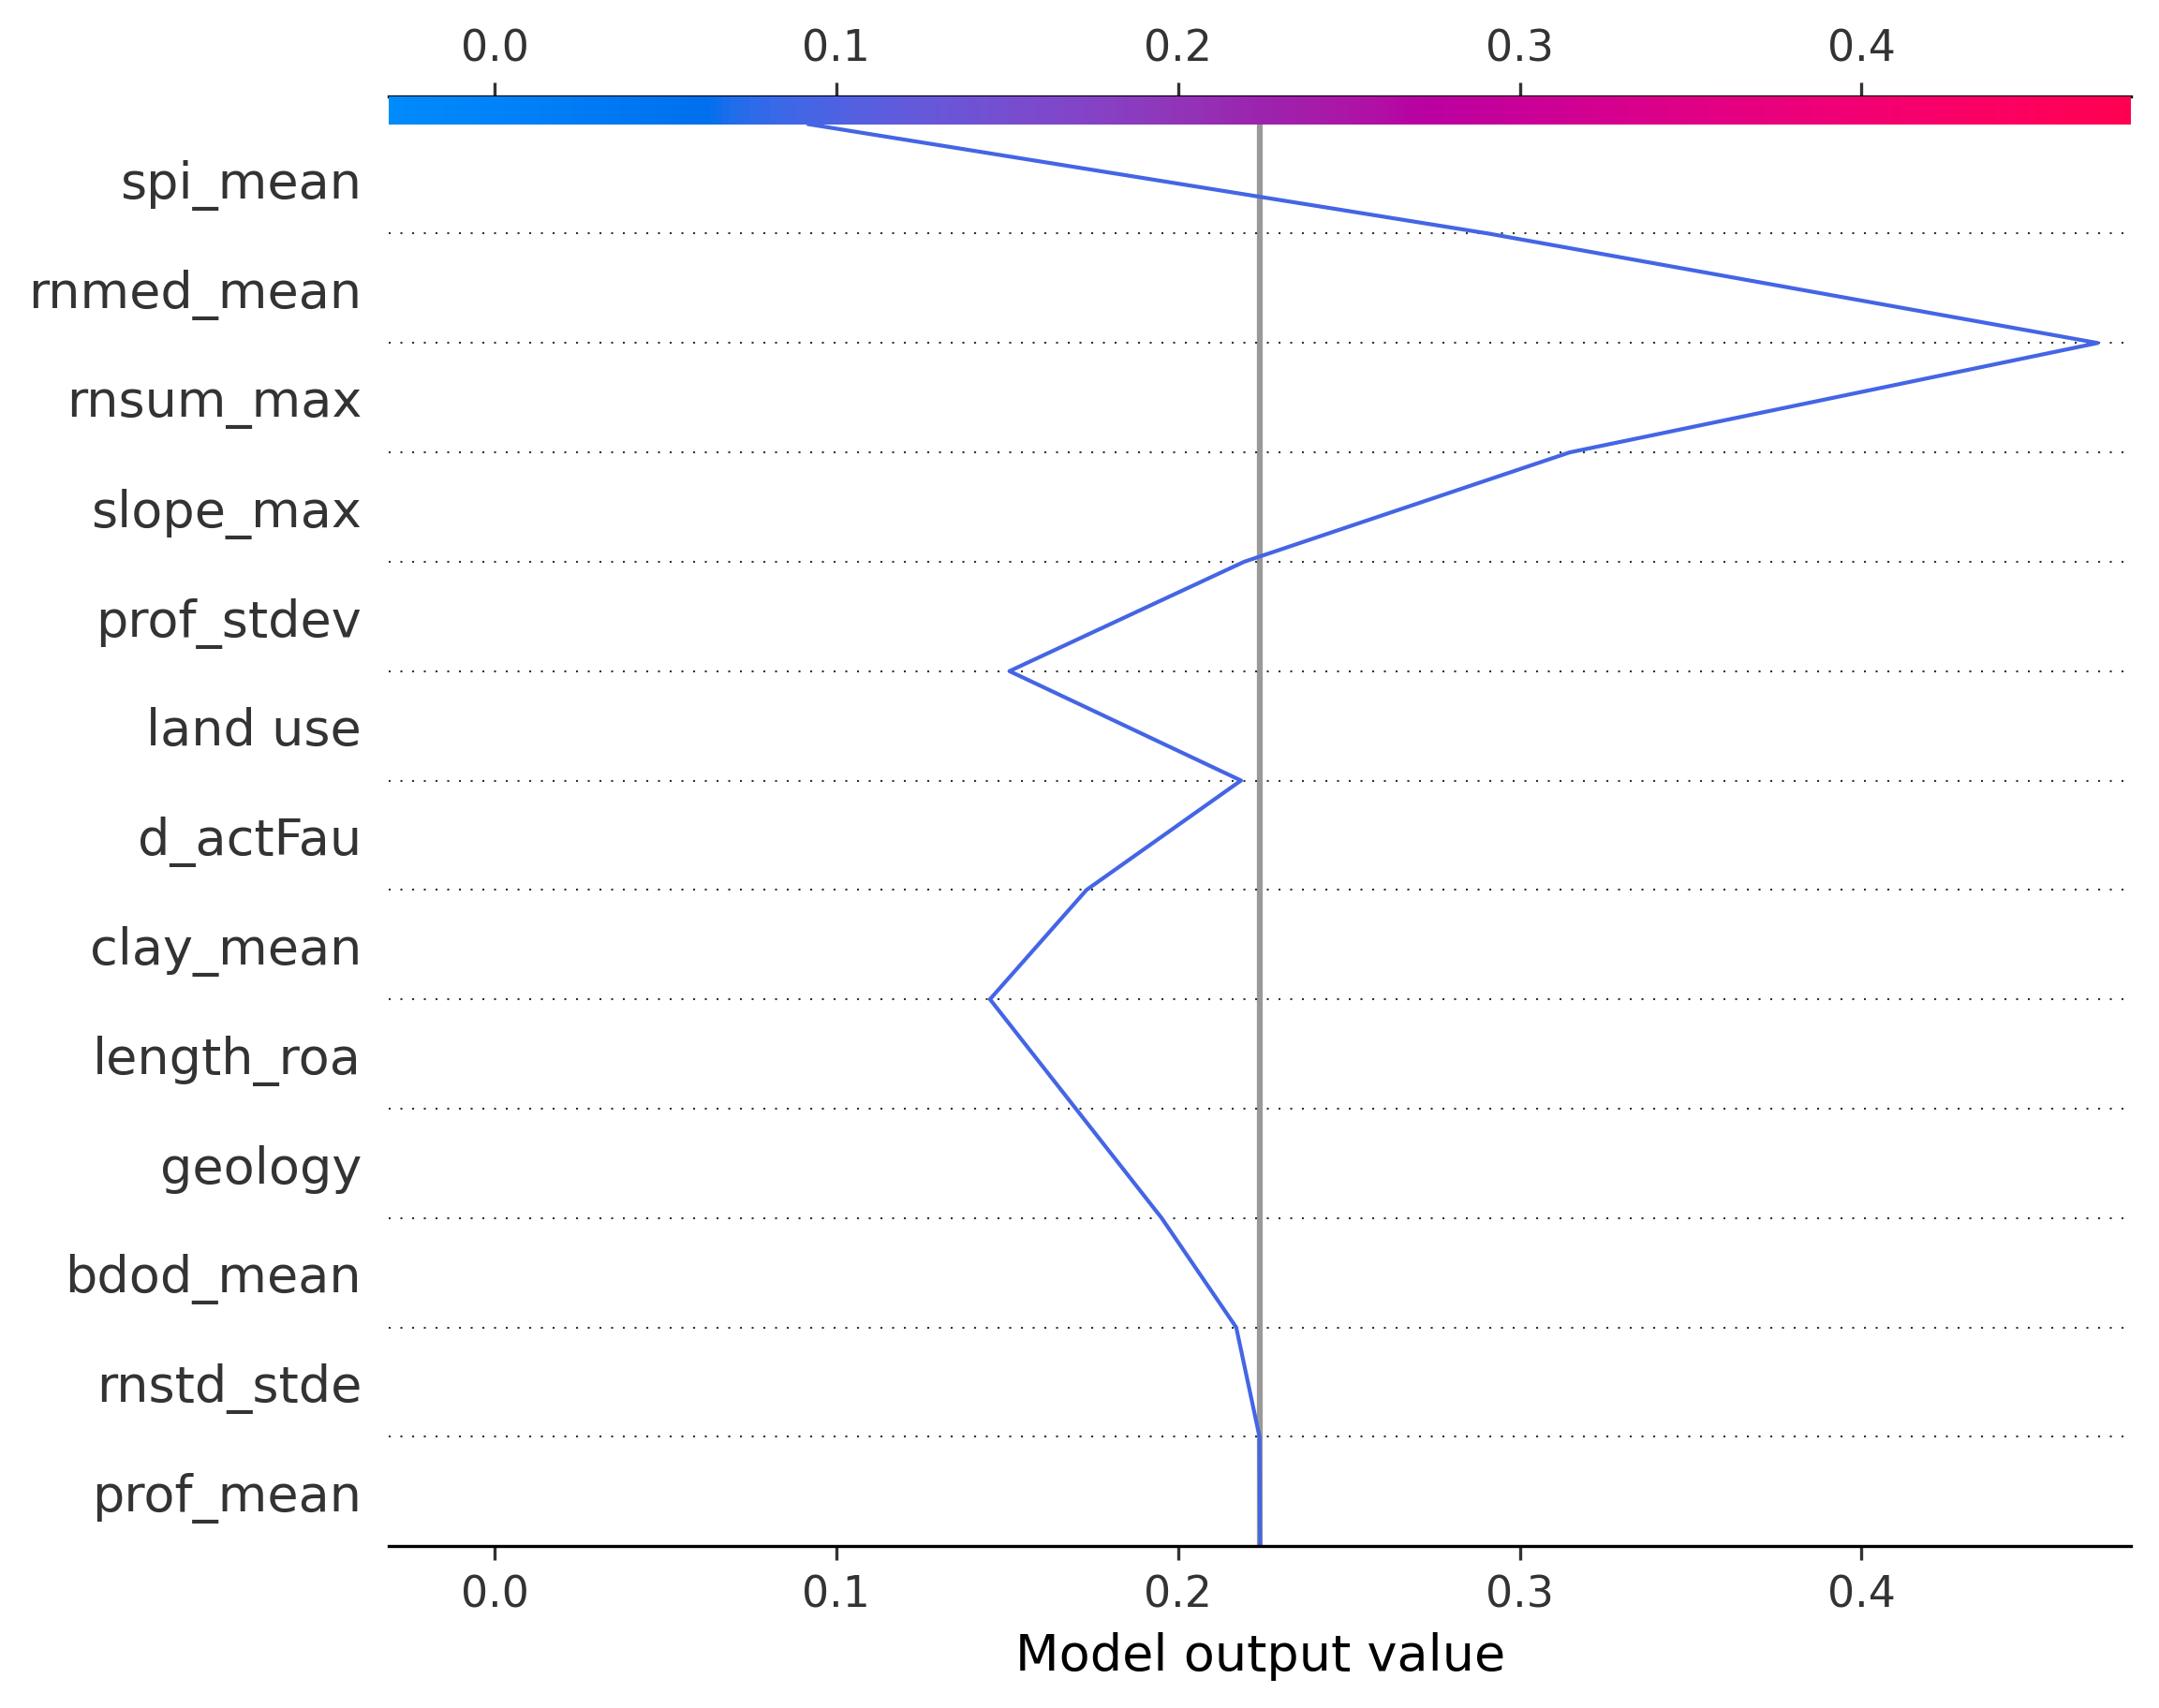 0.0 0.1 0.2 0.3 0.4
spi_mean
rnmed_mean
rnsum_max
slope_max
prof_stdev
land use
d_actFau
clay_mean
length_roa
geology
bdod_mean
rnstd_stde
prof_mean
0.0 0.1 0.2 0.3 0.4
Model output value